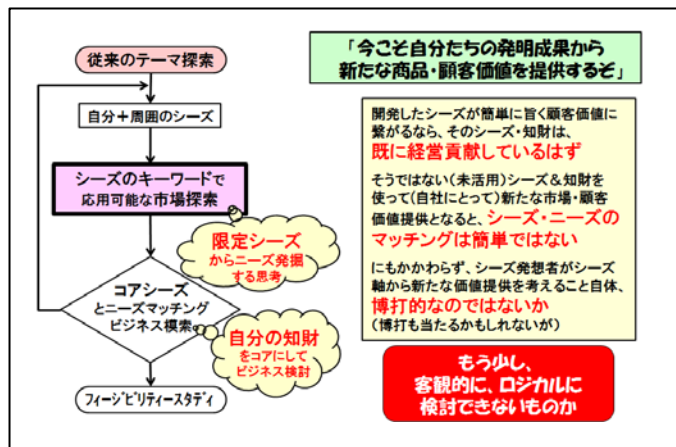 従来のテーマ探索
自分+周囲のシーズ
シーズのキーワードで
応用可能な市場探索
限定シーズ
からニーズ発掘
する思考
コアシーズ
とニーズマッチング
ビジネス模索
自分の知財
をコアにして
ビジネス検討
フィージビリティースタディ
「今こそ自分たちの発明成果から
新たな商品・顧客価値を提供するぞ」
開発したシーズが簡単に旨く顧客価値に
繋がるなら、そのシーズ・知財は、
既に経営貢献しているはず
そうではない(未活用)シーズ&知財を
使って(自社にとって)新たな市場・顧客
価値提供となると、シーズ・ニーズの
マッチングは簡単ではない
にもかかわらず、シーズ発想者がシーズ
軸から新たな価値提供を考えること自体、
博打的なのではないか
(博打も当たるかもしれないが)
もう少し、
客観的に、ロジカルに
検討できないものか